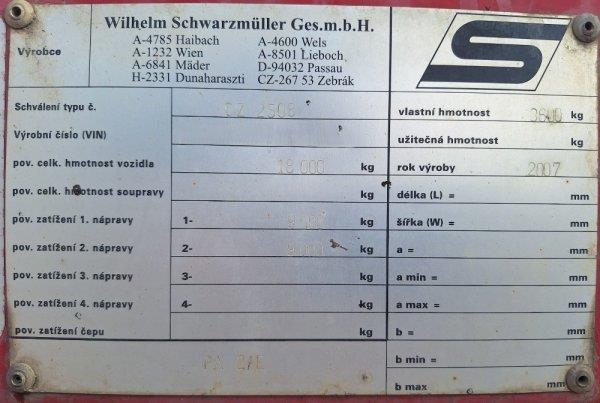 Výrobce
Wilhelm Schwarzmüller Ges.m.b.H.
A-4785 Haibach A-4600 Wels
A-1232 Wien A-8501 Lieboch
A-6841 Mäder D-94032 Passau
H-2331 Dunaharaszti CZ-267 53 Žebrák
S
Schválení typu č. CZ 2508
Výrobní číslo (VIN)
pov. celk. hmotnost vozidla 18 000 kg
pov. celk. hmotnost soupravy kg
pov. zatížení 1. nápravy 1- kg
pov. zatížení 2. nápravy 2- kg
pov. zatížení 3. nápravy 3- kg
pov. zatížení 4. nápravy 4- kg
pov. zatížení čepu kg
vlastní hmotnost kg
užitečná hmotnost kg
rok výroby 2007
délka (L) = mm
šířka (W) = mm
a = mm
a min = mm
a max = mm
b = mm
b min = mm
b max mm